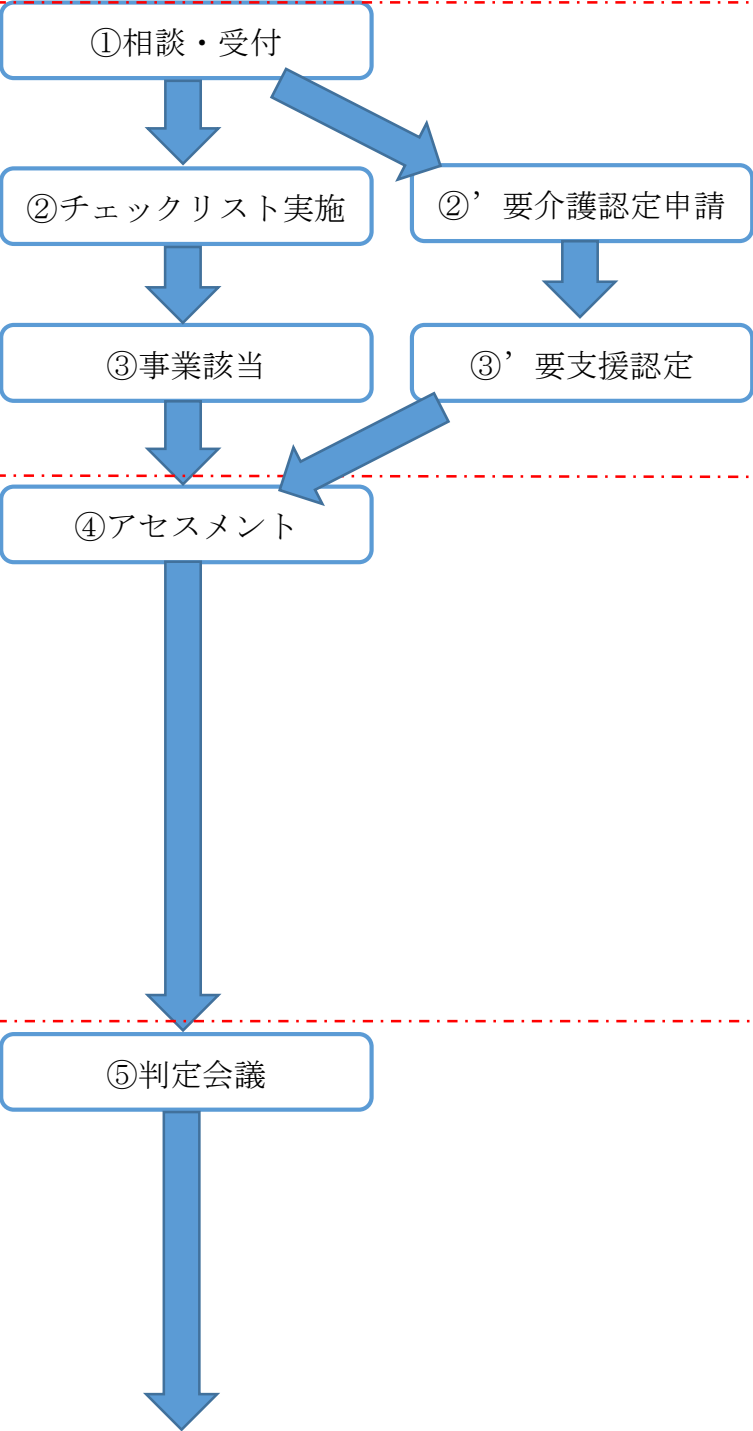 ①相談・受付
②チェックリスト実施
②’要介護認定申請
③事業該当
③’要支援認定
④アセスメント
⑤判定会議